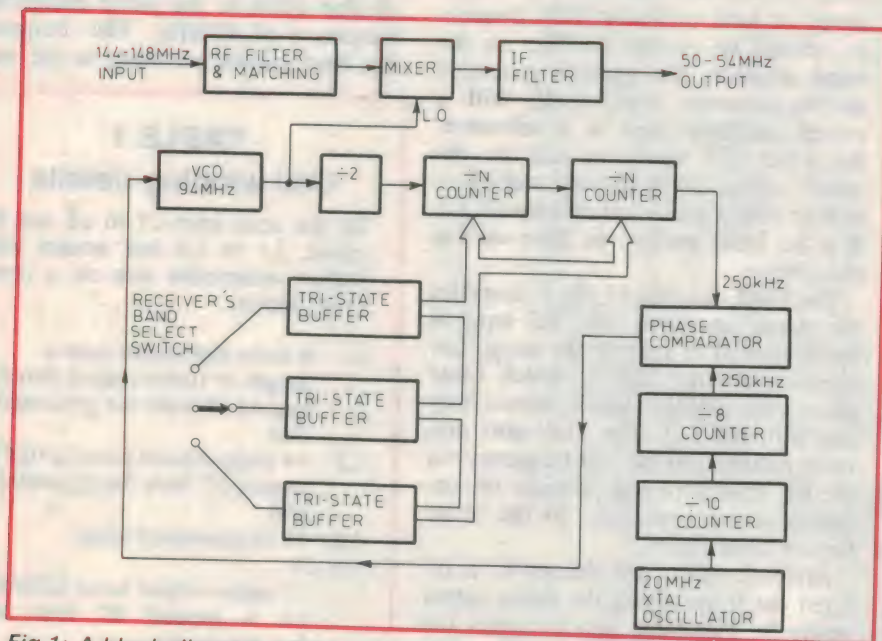 144-148MHz
INPUT
RF FILTER
& MATCHING
MIXER
IF
FILTER
50-54MHz
OUTPUT
L.O
VCO
94MHz
÷2
÷N
COUNTER
÷N
COUNTER
RECEIVER'S
BAND
SELECT
SWITCH
TRI-STATE
BUFFER
TRI-STATE
BUFFER
TRI-STATE
BUFFER
250kHz
PHASE
COMPARATOR
250kHz
÷8
COUNTER
÷10
COUNTER
20MHz
XTAL
OSCILLATOR